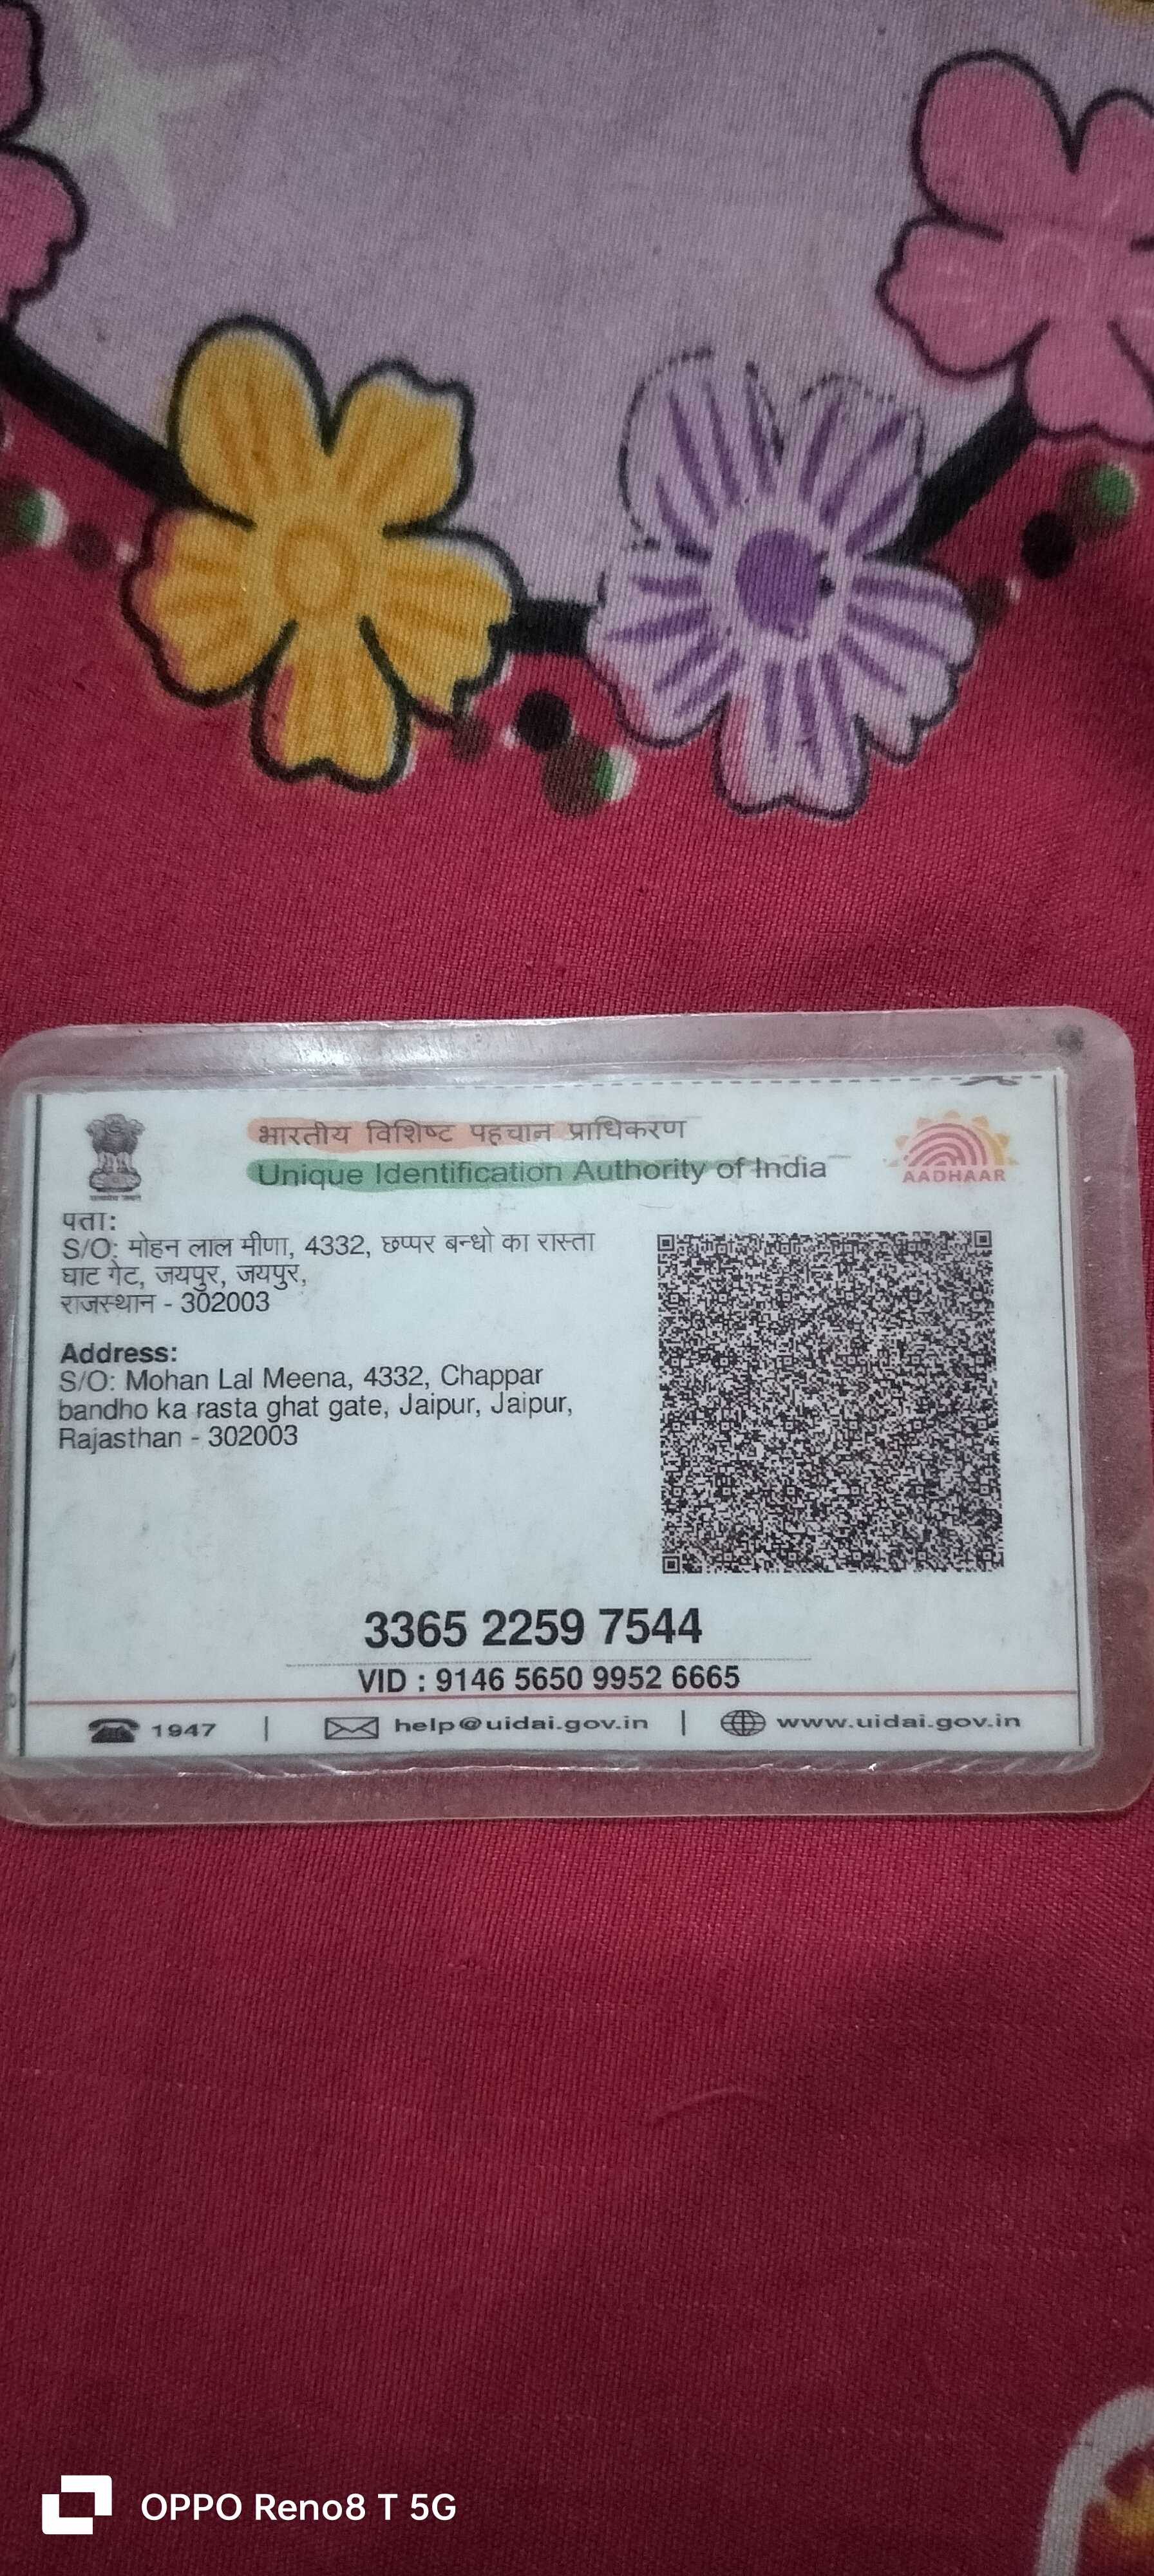 भारतीय विशिष्ट पहचान प्राधिकरण
Unique Identification Authority of India
AADHAAR
पता:
S/O: मोहन लाल मीणा, 4332, छप्पर बन्धो का रास्ता
घाट गेट, जयपुर, जयपुर,
राजस्थान - 302003
Address:
S/O: Mohan Lal Meena, 4332, Chappar
bandho ka rasta ghat gate, Jaipur, Jaipur,
Rajasthan - 302003
3365 2259 7544
VID : 9146 5650 9952 6665
1947 | help@uidai.gov.in | www.uidai.gov.in
OPPO Reno8 T 5G